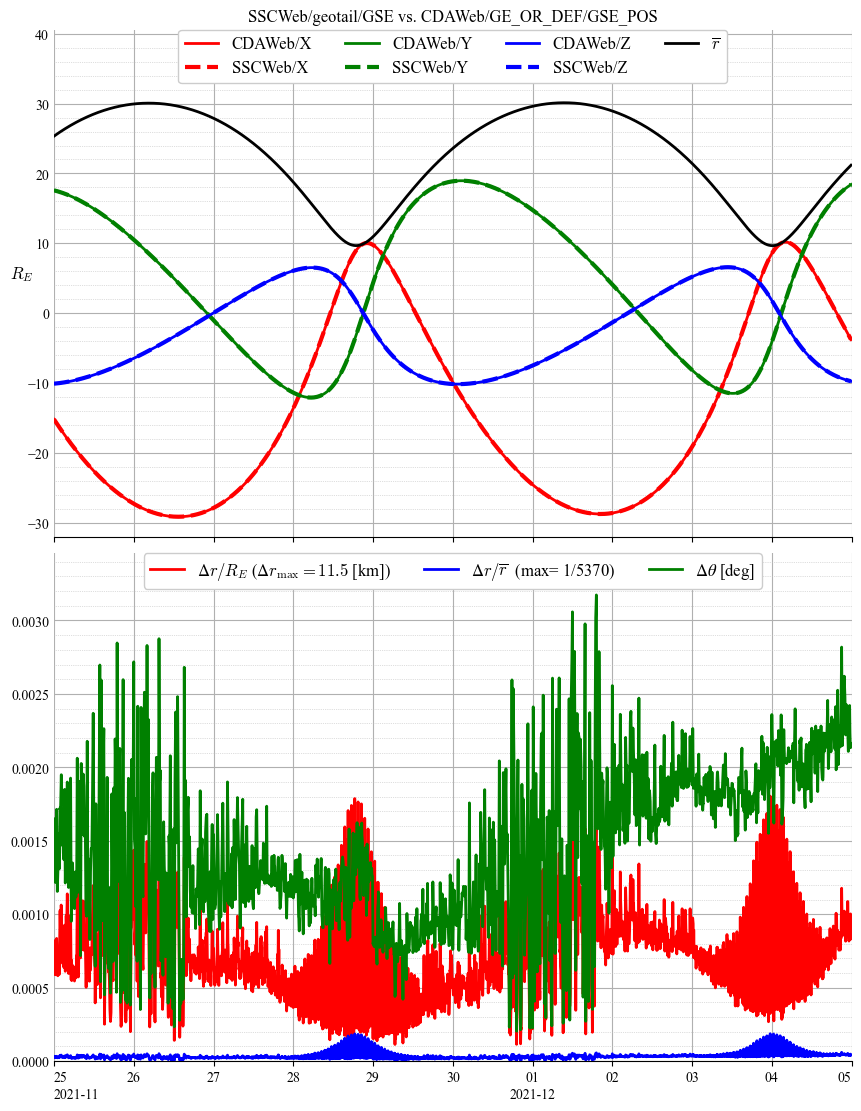 SSCWeb/geotail/GSE vs. CDAWeb/GE_OR_DEF/GSE_POS
CDAWeb/X CDAWeb/Y CDAWeb/Z r̅
SSCWeb/X SSCWeb/Y SSCWeb/Z
40
30
20
10
R_E
0
−10
−20
−30
Δr/R_E (Δr_max = 11.5 [km]) Δr/r̅ (max= 1/5370) Δθ [deg]
0.0030
0.0025
0.0020
0.0015
0.0010
0.0005
0.0000
25 26 27 28 29 30 01 02 03 04 05
2021-11 2021-12